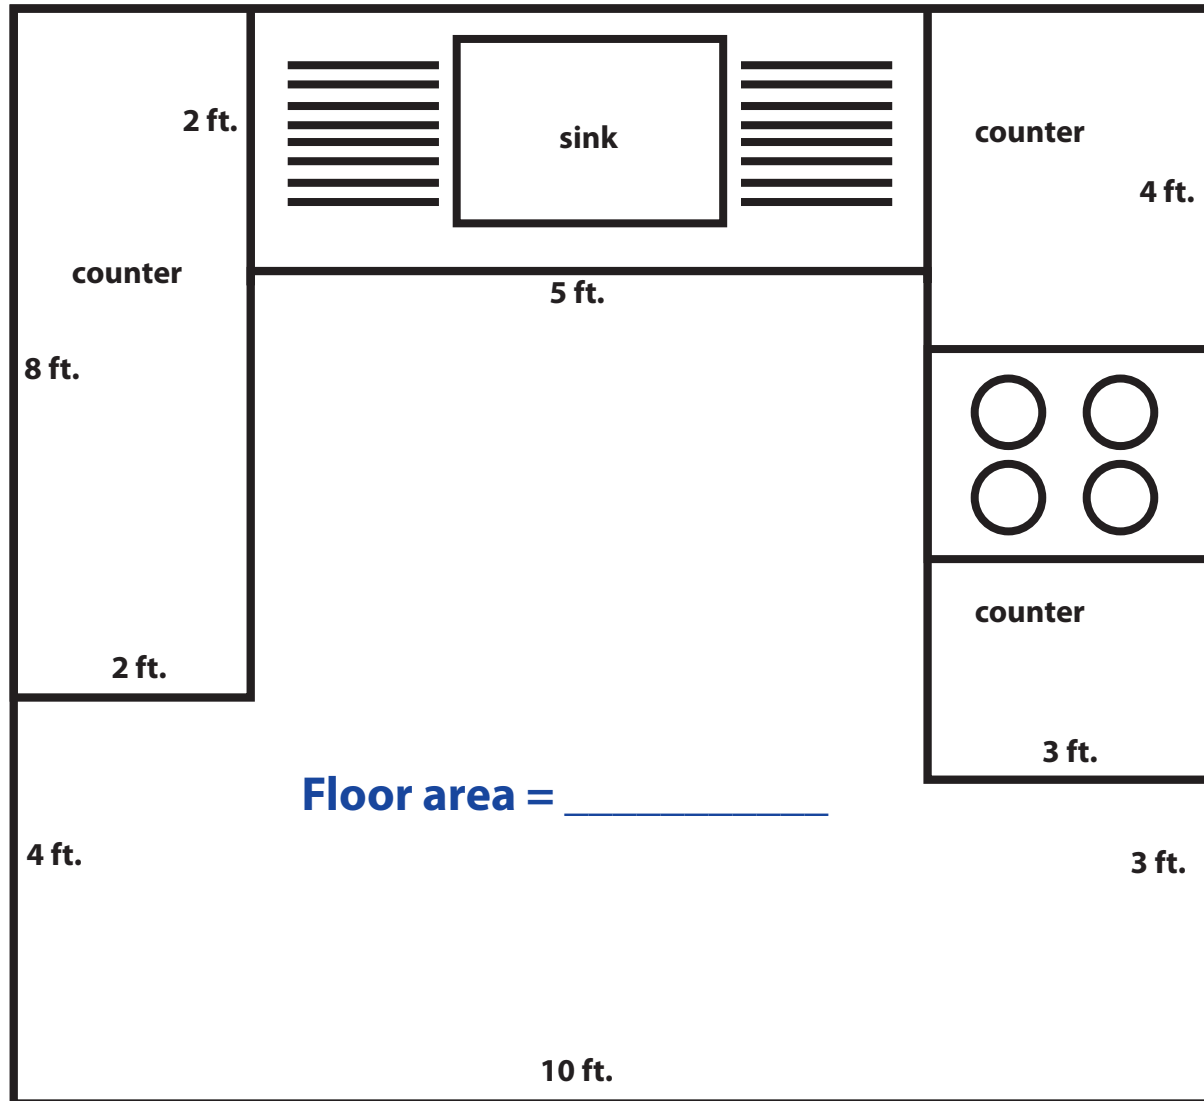 2 ft.
sink
counter
4 ft.
counter
5 ft.
8 ft.
counter
2 ft.
3 ft.
Floor area = ___________
4 ft.
3 ft.
10 ft.